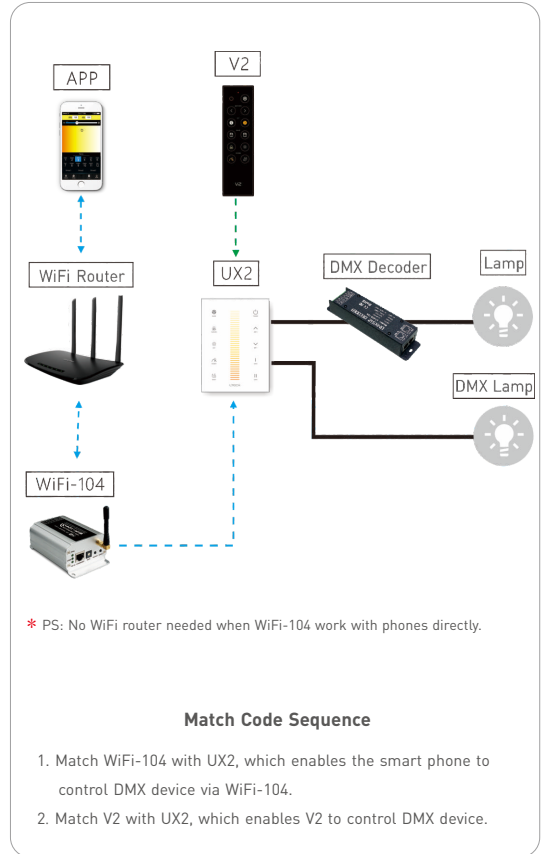 APP
V2
WiFi Router
UX2
DMX Decoder
Lamp
DMX Lamp
WiFi-104
* PS: No WiFi router needed when WiFi-104 work with phones directly.
Match Code Sequence
1. Match WiFi-104 with UX2, which enables the smart phone to
control DMX device via WiFi-104.
2. Match V2 with UX2, which enables V2 to control DMX device.